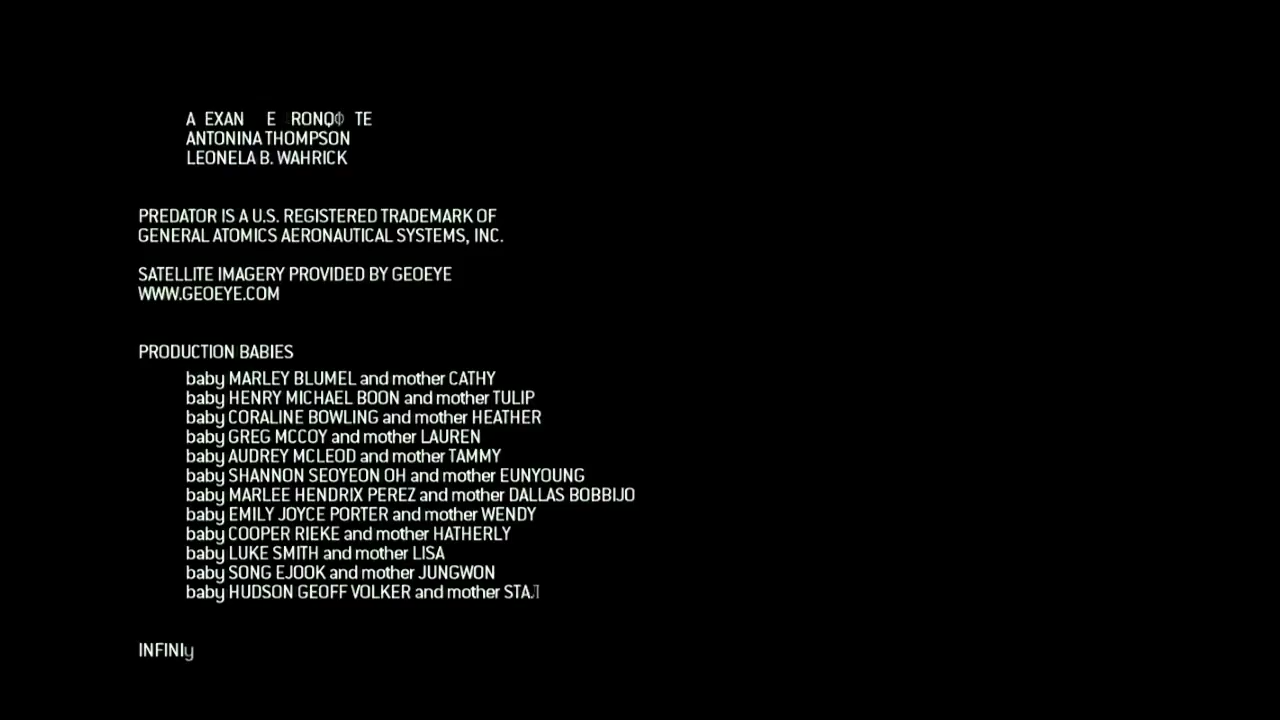 ANTONINA THOMPSON
LEONELA B. WAHRICK
PREDATOR IS A U.S. REGISTERED TRADEMARK OF
GENERAL ATOMICS AERONAUTICAL SYSTEMS, INC.
SATELLITE IMAGERY PROVIDED BY GEOEYE
WWW.GEOEYE.COM
PRODUCTION BABIES
baby MARLEY BLUMEL and mother CATHY
baby HENRY MICHAEL BOON and mother TULIP
baby CORALINE BOWLING and mother HEATHER
baby GREG MCCOY and mother LAUREN
baby AUDREY MCLEOD and mother TAMMY
baby SHANNON SEOYEON OH and mother EUNYOUNG
baby MARLEE HENDRIX PEREZ and mother DALLAS BOBBIJO
baby EMILY JOYCE PORTER and mother WENDY
baby COOPER RIEKE and mother HATHERLY
baby LUKE SMITH and mother LISA
baby SONG EJOOK and mother JUNGWON
baby HUDSON GEOFF VOLKER and mother